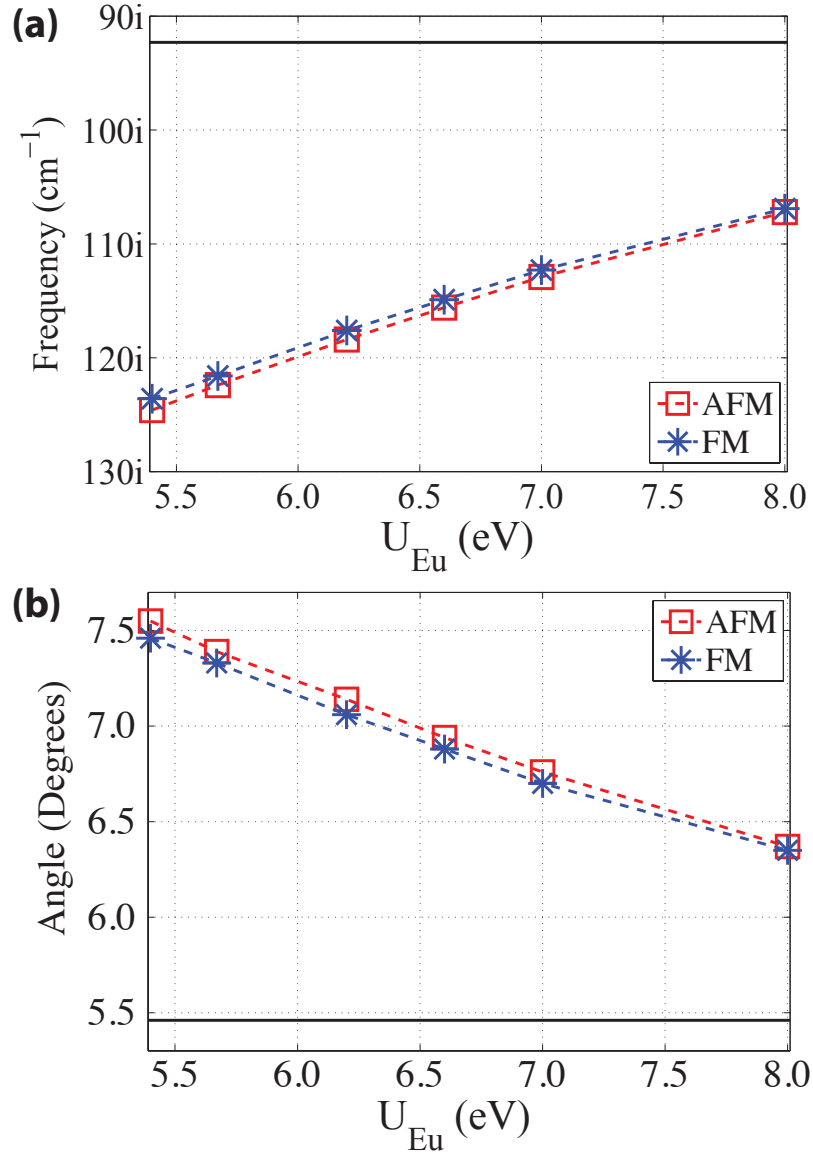 (a)
90i
100i
110i
120i
130i
Frequency (cm−1)
AFM
FM
5.5 6.0 6.5 7.0 7.5 8.0
UEu (eV)
(b)
7.5
7.0
6.5
6.0
5.5
Angle (Degrees)
AFM
FM
5.5 6.0 6.5 7.0 7.5 8.0
UEu (eV)